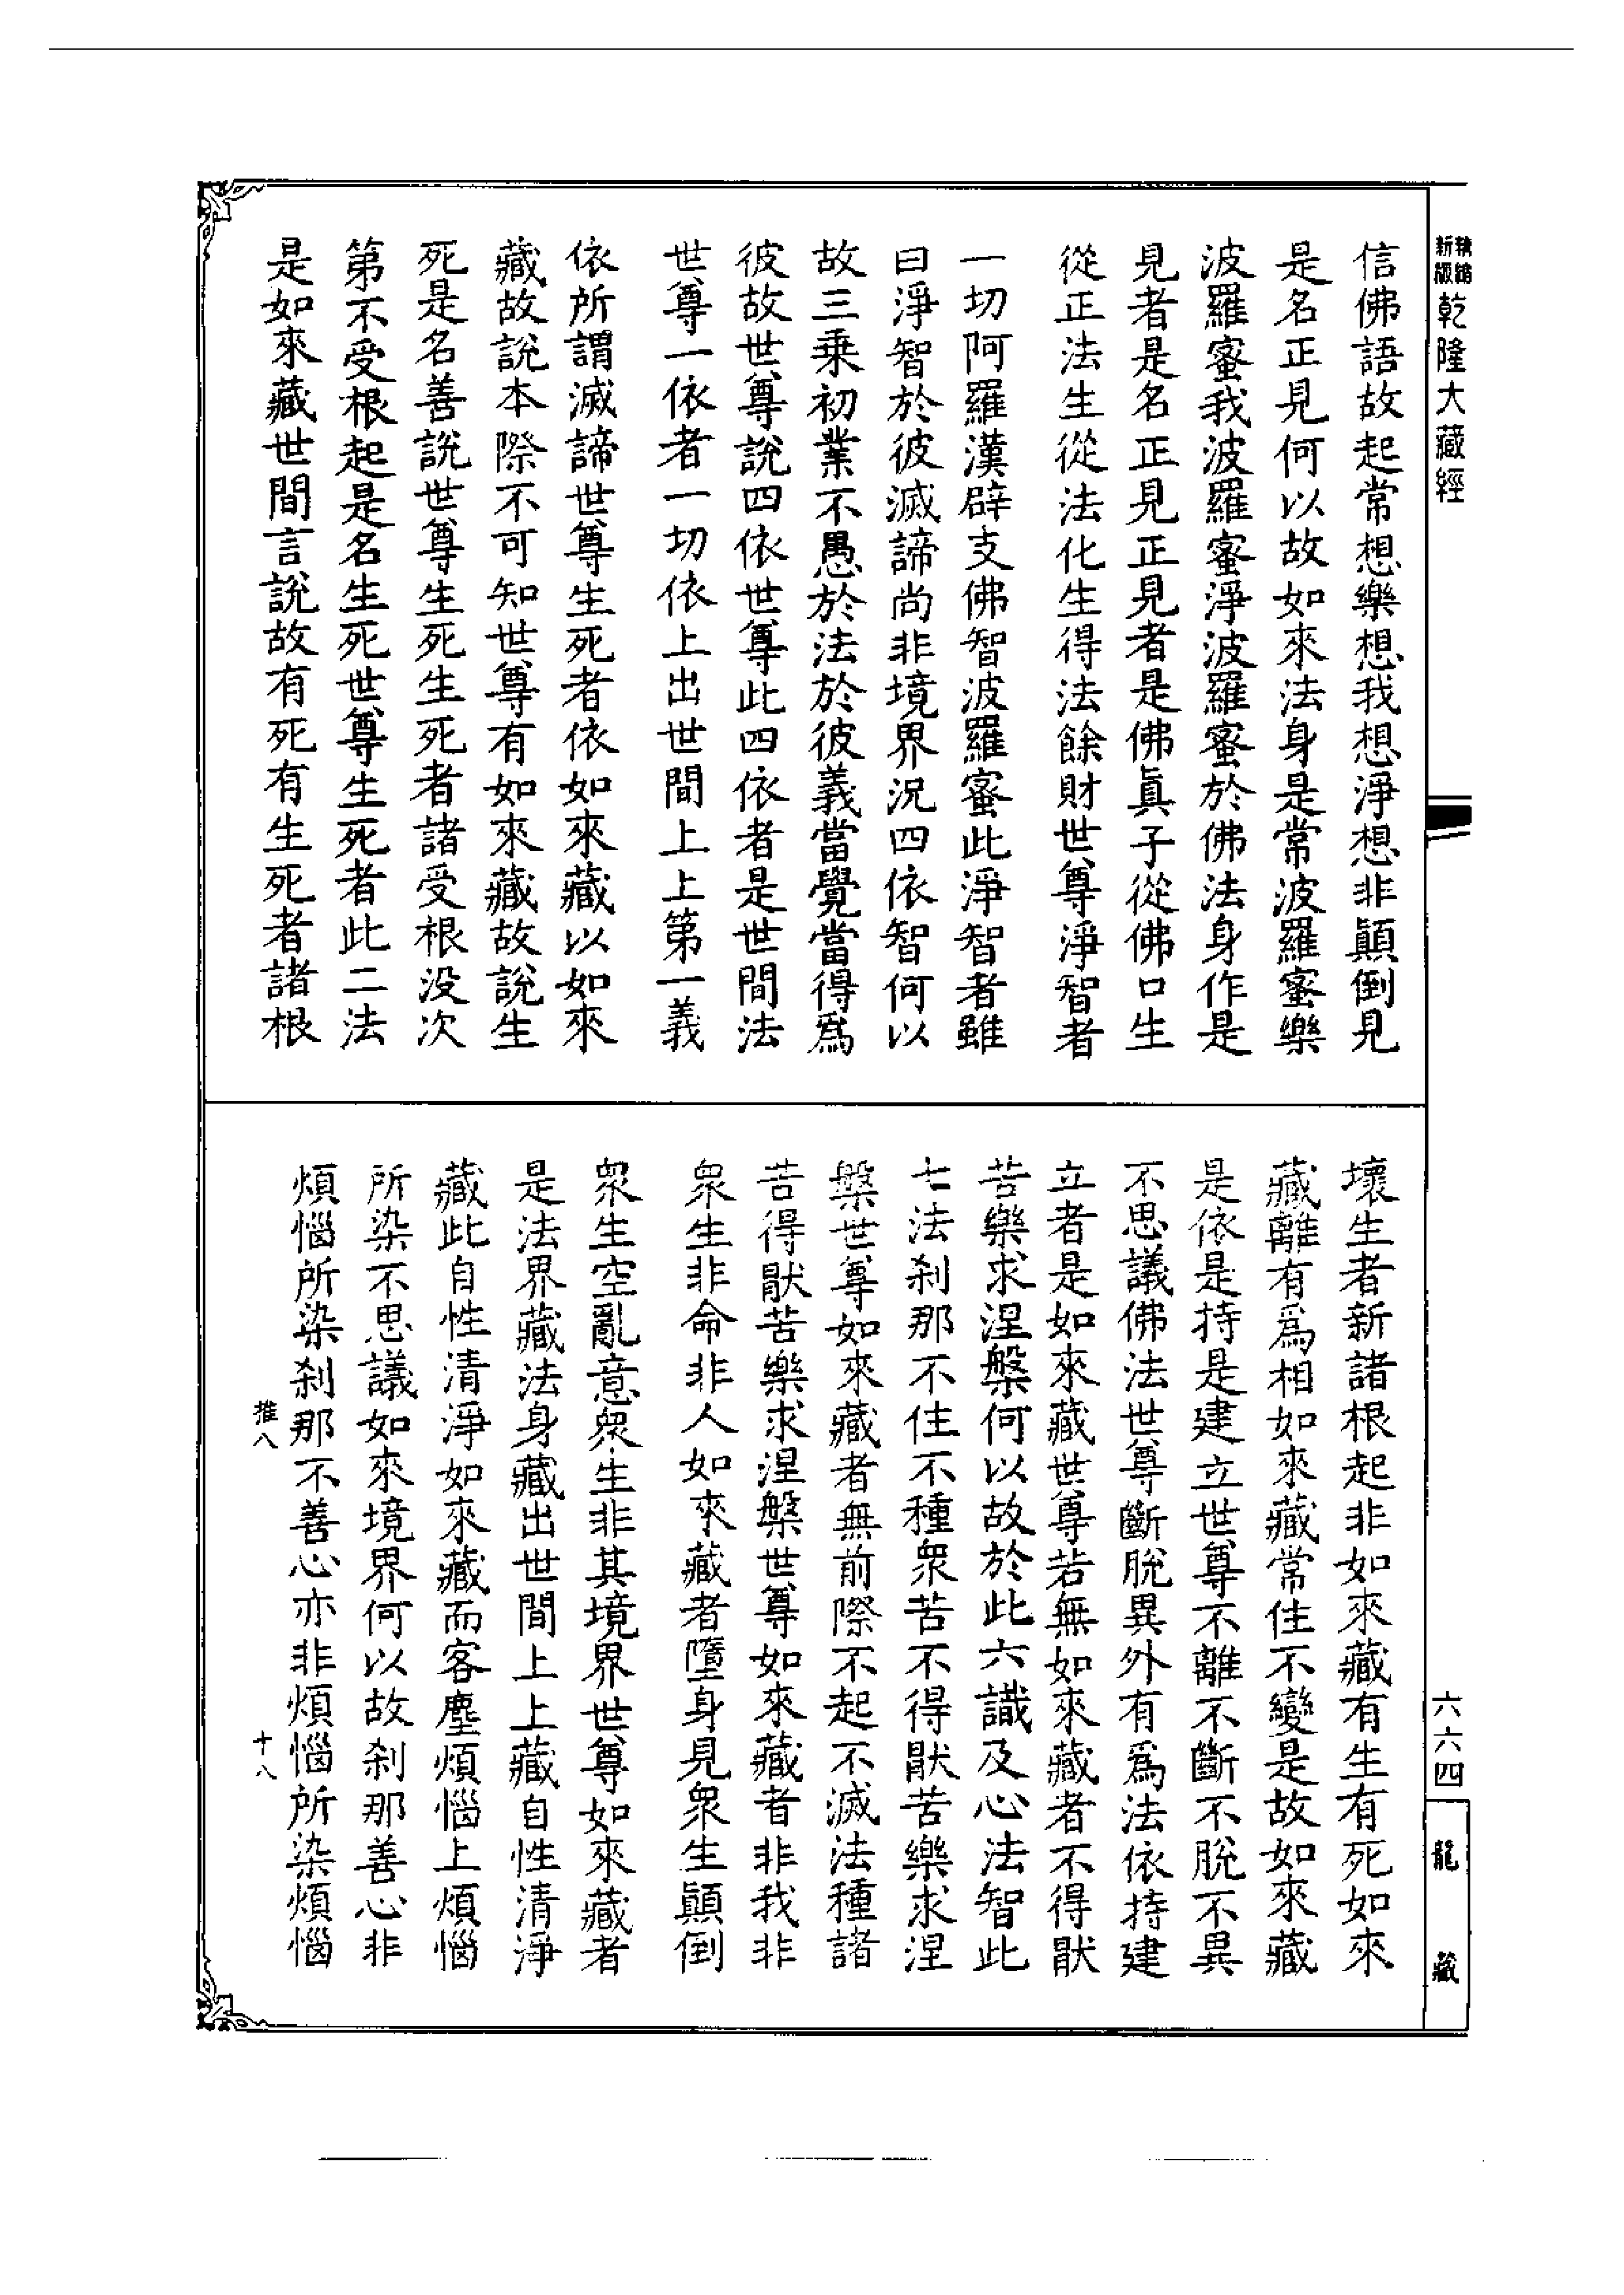 新版精縮乾隆大藏經
信佛語故起常想樂想我想淨想非顚倒見
是名正見何以故如來法身是常波羅蜜樂
波羅蜜我波羅蜜淨波羅蜜於佛法身作是
見者是名正見正見者是佛眞子從佛口生
從正法生從法化生得法餘財世尊淨智者
一切阿羅漢辟支佛智波羅蜜此淨智者雖
曰淨智於彼滅諦尚非境界況四依智何以
故三乘初業不愚於法於彼義當覺當得爲
彼故世尊說四依世尊此四依者是世間法
世尊一依者一切依上出世間上上第一義
依所謂滅諦世尊生死者依如來藏以如來
藏故說本際不可知世尊有如來藏故說生
死是名善說世尊生死生死者諸受根没次
第不受根起是名生死世尊生死者此二法
是如來藏世間言說故有死有生死者諸根
壞生者新諸根起非如來藏有生有死如來
藏離有爲相如來藏常住不變是故如來藏
是依是持是建立世尊不離不斷不脫不異
不思議佛法世尊斷脫異外有爲法依持建
立者是如來藏世尊若無如來藏者不得猒
苦樂求涅槃何以故於此六識及心法智此
七法刹那不住不種衆苦不得猒苦樂求涅
槃世尊如來藏者無前際不起不滅法種諸
苦得猒苦樂求涅槃世尊如來藏者非我非
衆生非命非人如來藏者墮身見衆生顚倒
衆生空亂意衆生非其境界世尊如來藏者
是法界藏法身藏出世間上上藏自性清淨
藏此自性清淨如來藏而客塵煩惱上煩惱
所染不思議如來境界何以故刹那善心非
煩惱所染刹那不善心亦非煩惱所染煩惱
推八
十八
六六四
龍藏